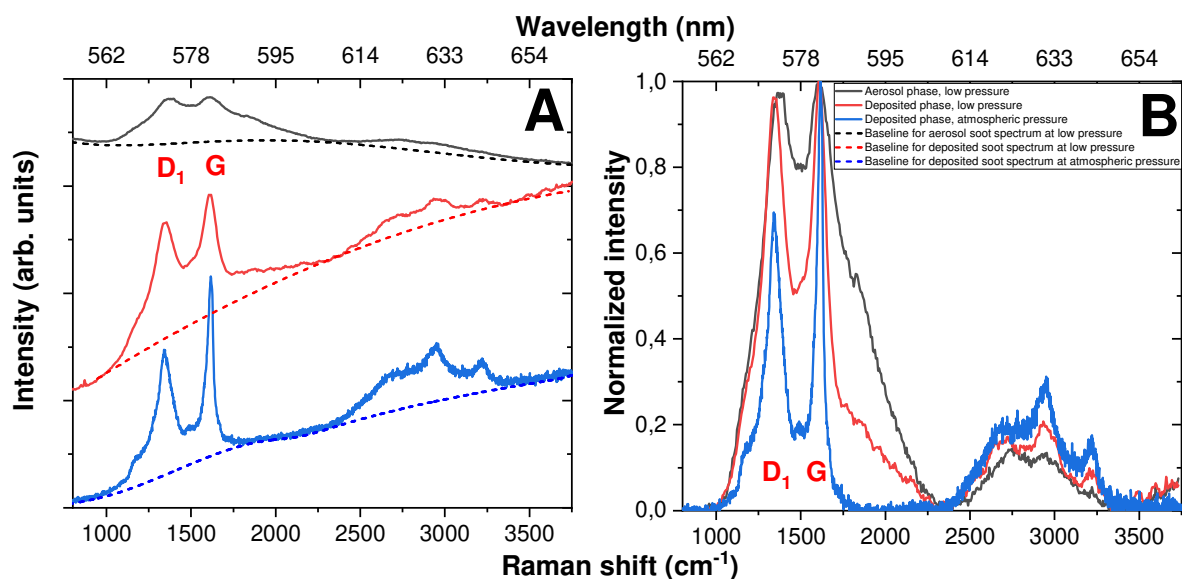 Wavelength (nm)
562 578 595 614 633 654
562 578 595 614 633 654
A
D1 G
Intensity (arb. units)
1000 1500 2000 2500 3000 3500
B
Aerosol phase, low pressure
Deposited phase, low pressure
Deposited phase, atmospheric pressure
Baseline for aerosol soot spectrum at low pressure
Baseline for deposited soot spectrum at low pressure
Baseline for deposited soot spectrum at atmospheric pressure
Normalized intensity
1,0
0,8
0,6
0,4
0,2
0,0
D1 G
1000 1500 2000 2500 3000 3500
Raman shift (cm-1)